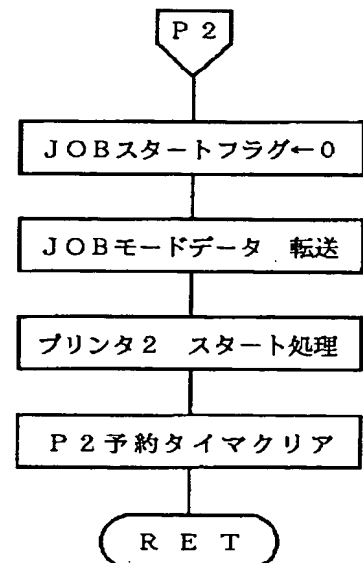 P 2
JOBスタートフラグ←0
JOBモードデータ 転送
プリンタ2 スタート処理
P2予約タイマクリア
R E T